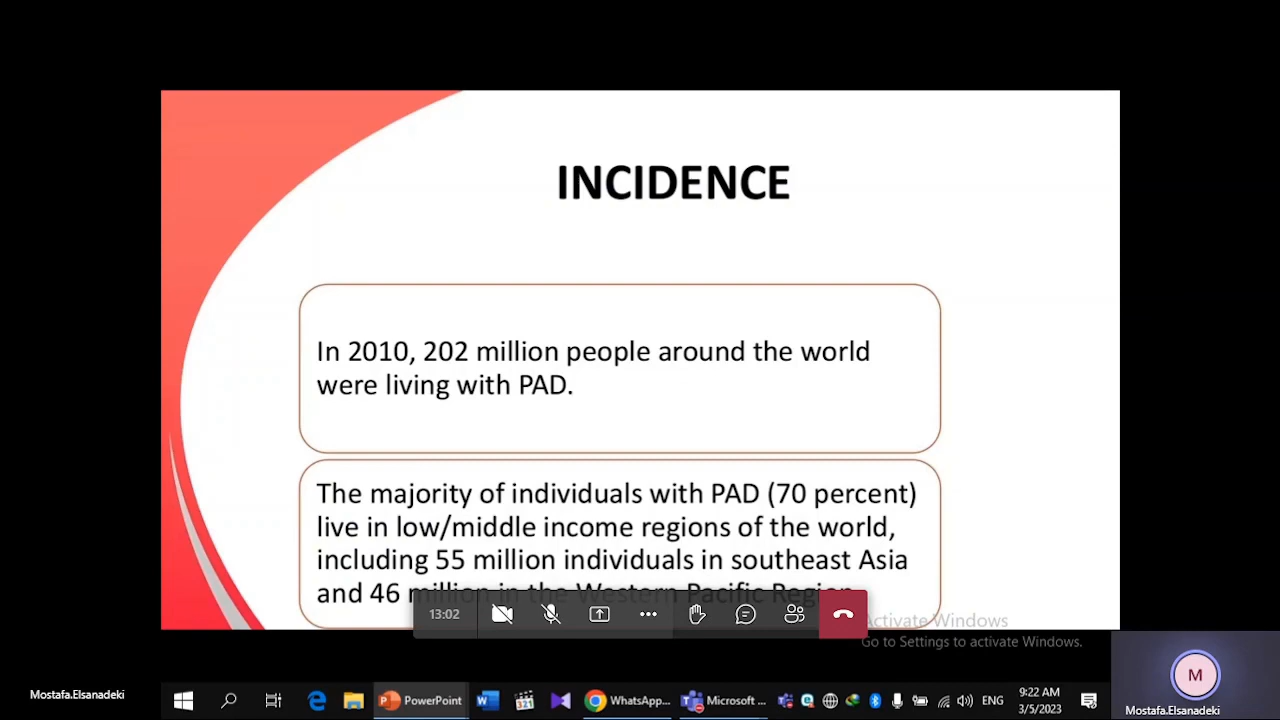 INCIDENCE
In 2010, 202 million people around the world
were living with PAD.
The majority of individuals with PAD (70 percent)
live in low/middle income regions of the world,
including 55 million individuals in southeast Asia
and 46 million in the Western Pacific Region
13:02
Activate Windows
Go to Settings to activate Windows.
M
Mostafa.Elsanadeki
Mostafa.Elsanadeki
PowerPoint
321
WhatsApp...
Microsoft ...
ENG
9:22 AM
3/5/2023